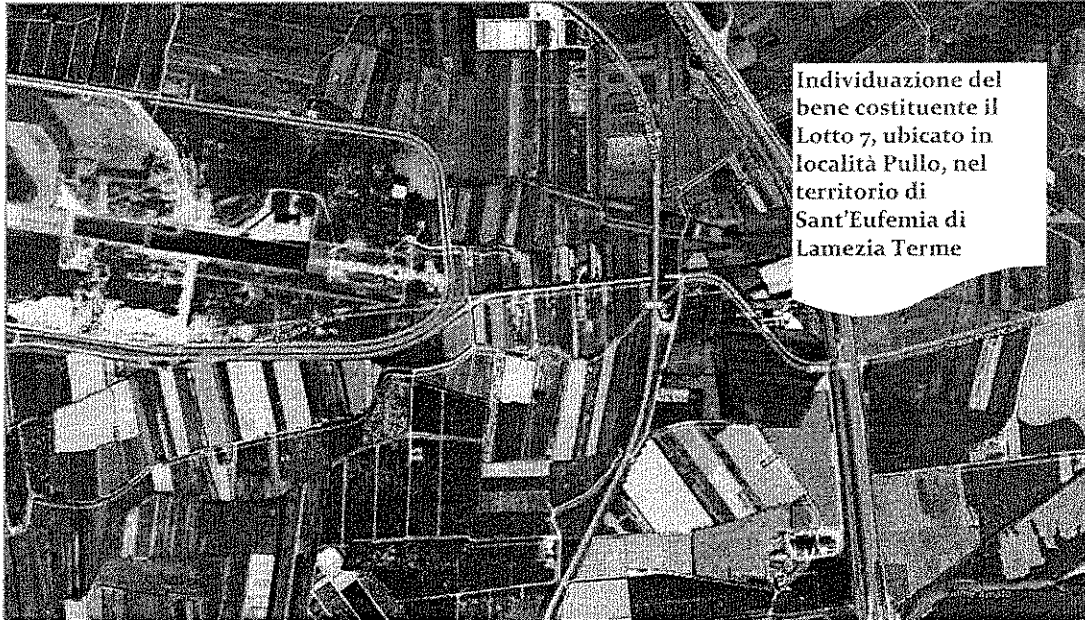 Individuazione del
bene costituente il
Lotto 7, ubicato in
località Pullo, nel
territorio di
Sant'Eufemia di
Lamezia Terme